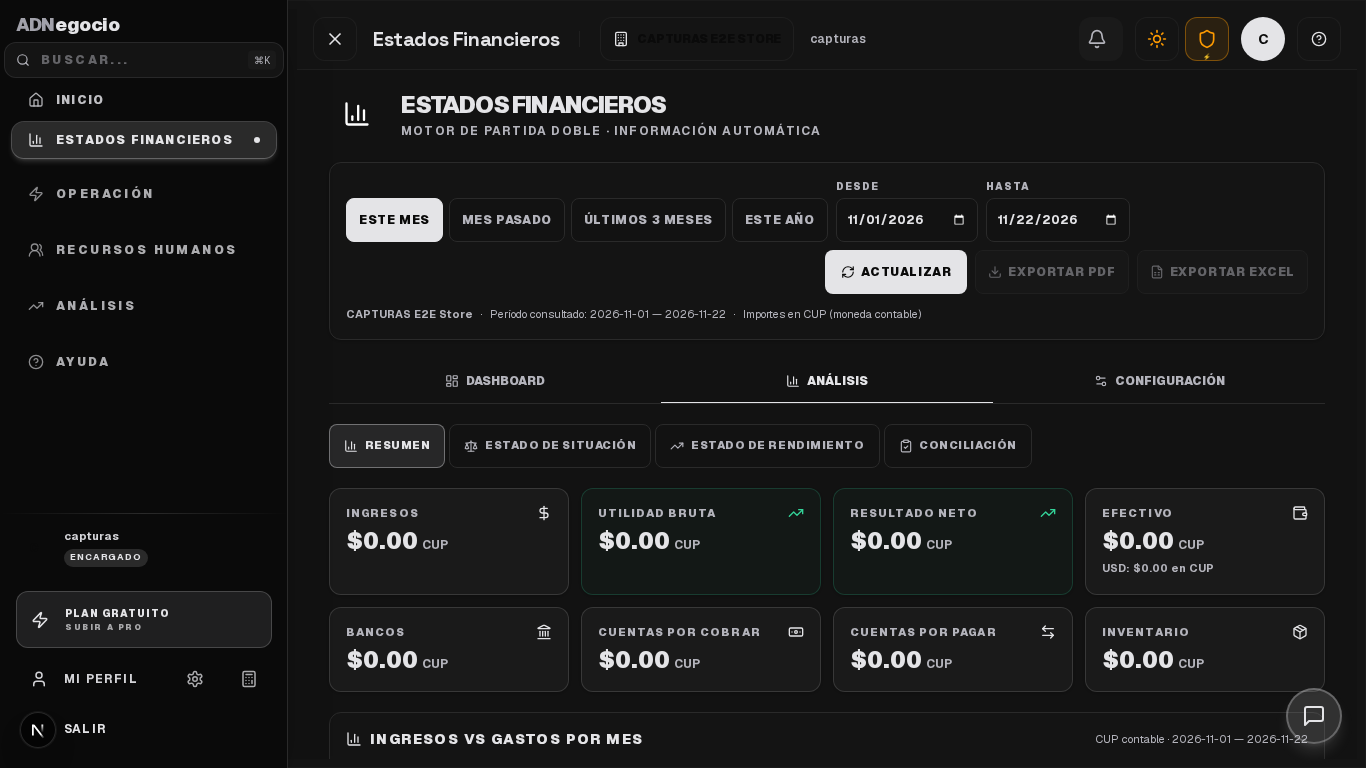 ADNegocio
BUSCAR...
⌘K
INICIO
ESTADOS FINANCIEROS
OPERACIÓN
RECURSOS HUMANOS
ANÁLISIS
AYUDA
capturas
ENCARGADO
PLAN GRATUITO
SUBIR A PRO
MI PERFIL
N
SALIR
Estados Financieros
CAPTURAS E2E STORE
capturas
C
ESTADOS FINANCIEROS
MOTOR DE PARTIDA DOBLE · INFORMACIÓN AUTOMÁTICA
DESDE
HASTA
ESTE MES
MES PASADO
ÚLTIMOS 3 MESES
ESTE AÑO
11/01/2026
11/22/2026
ACTUALIZAR
EXPORTAR PDF
EXPORTAR EXCEL
CAPTURAS E2E Store · Periodo consultado: 2026-11-01 — 2026-11-22 · Importes en CUP (moneda contable)
DASHBOARD
ANÁLISIS
CONFIGURACIÓN
RESUMEN
ESTADO DE SITUACIÓN
ESTADO DE RENDIMIENTO
CONCILIACIÓN
INGRESOS
$0.00 CUP
UTILIDAD BRUTA
$0.00 CUP
RESULTADO NETO
$0.00 CUP
EFECTIVO
$0.00 CUP
USD: $0.00 en CUP
BANCOS
$0.00 CUP
CUENTAS POR COBRAR
$0.00 CUP
CUENTAS POR PAGAR
$0.00 CUP
INVENTARIO
$0.00 CUP
INGRESOS VS GASTOS POR MES
CUP contable · 2026-11-01 — 2026-11-22